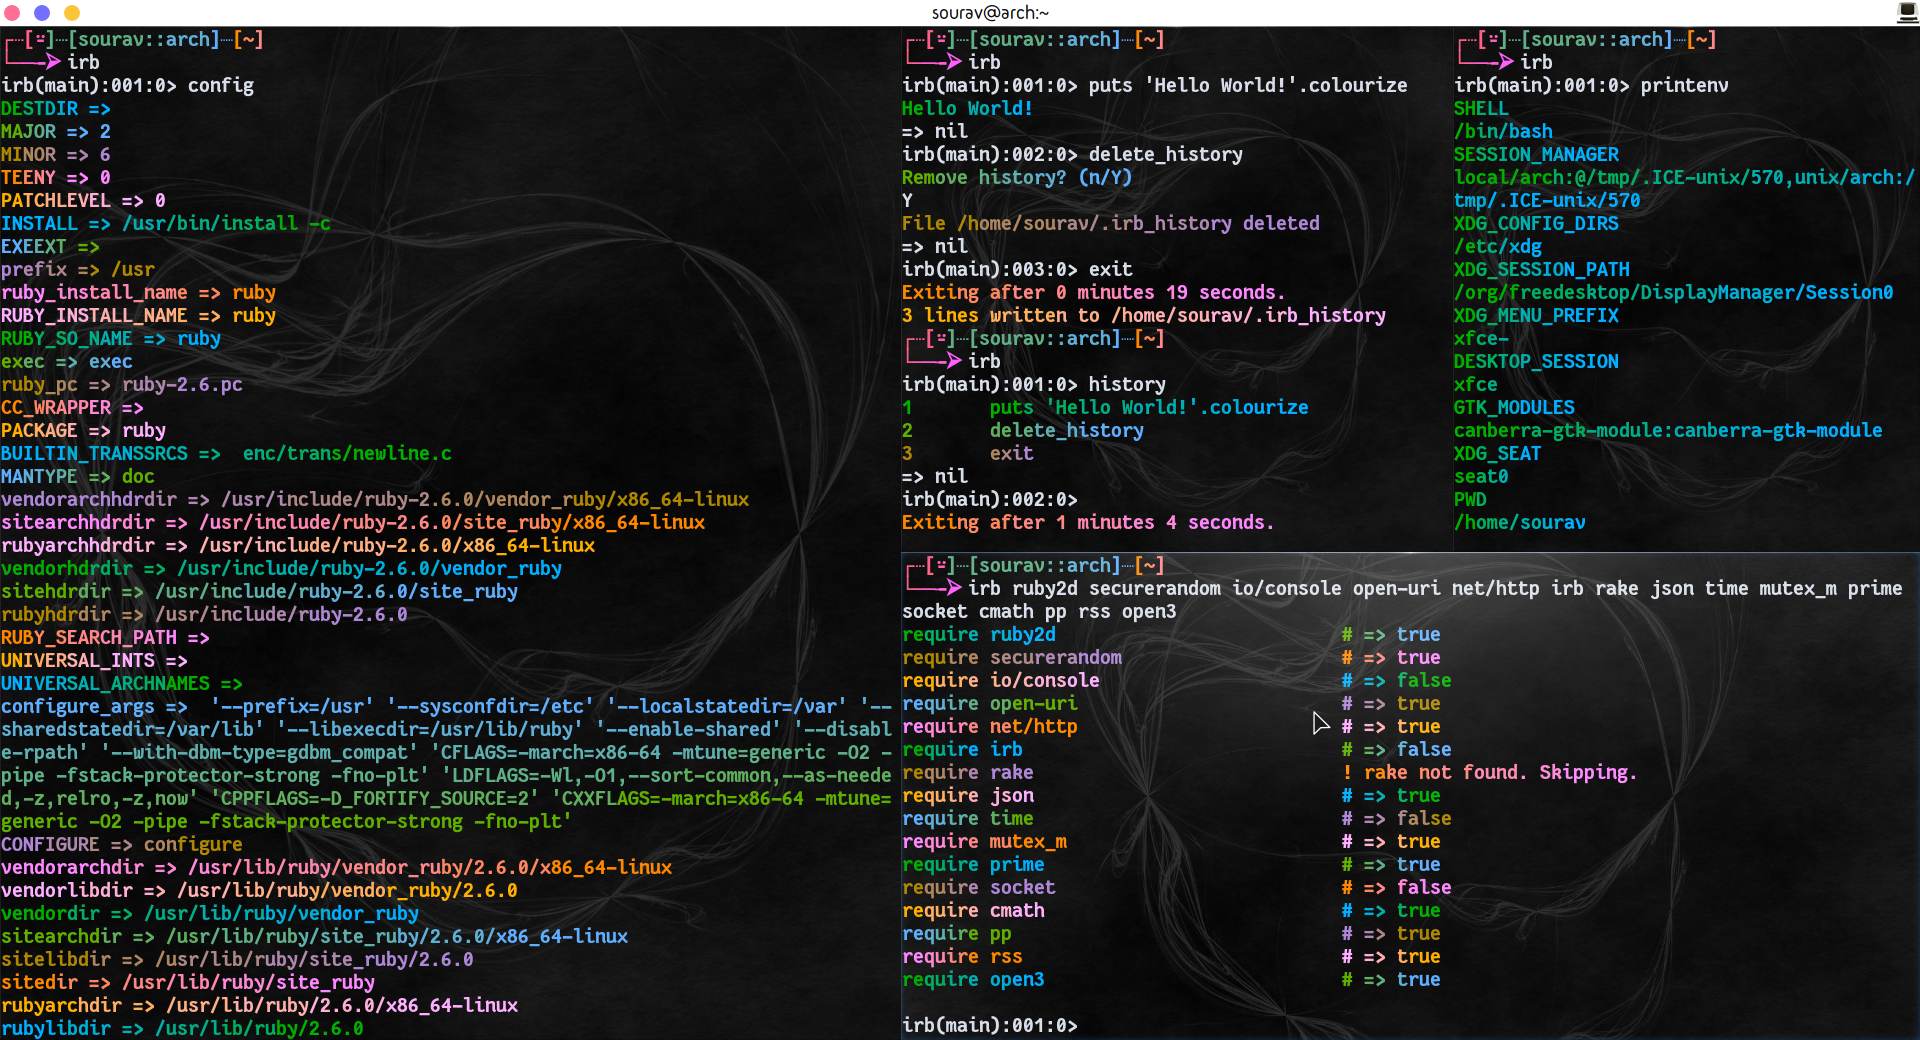 sourav@arch:~
┌┄[:]┄[sourav::arch]┄[~]
└──➤ irb
irb(main):001:0> config
DESTDIR =>
MAJOR => 2
MINOR => 6
TEENY => 0
PATCHLEVEL => 0
INSTALL => /usr/bin/install -c
EXEEXT =>
prefix => /usr
ruby_install_name => ruby
RUBY_INSTALL_NAME => ruby
RUBY_SO_NAME => ruby
exec => exec
ruby_pc => ruby-2.6.pc
CC_WRAPPER =>
PACKAGE => ruby
BUILTIN_TRANSSRCS =>  enc/trans/newline.c
MANTYPE => doc
vendorarchhdrdir => /usr/include/ruby-2.6.0/vendor_ruby/x86_64-linux
sitearchhdrdir => /usr/include/ruby-2.6.0/site_ruby/x86_64-linux
rubyarchhdrdir => /usr/include/ruby-2.6.0/x86_64-linux
vendorhdrdir => /usr/include/ruby-2.6.0/vendor_ruby
sitehdrdir => /usr/include/ruby-2.6.0/site_ruby
rubyhdrdir => /usr/include/ruby-2.6.0
RUBY_SEARCH_PATH =>
UNIVERSAL_INTS =>
UNIVERSAL_ARCHNAMES =>
configure_args =>  '--prefix=/usr' '--sysconfdir=/etc' '--localstatedir=/var' '--
sharedstatedir=/var/lib' '--libexecdir=/usr/lib/ruby' '--enable-shared' '--disabl
e-rpath' '--with-dbm-type=gdbm_compat' 'CFLAGS=-march=x86-64 -mtune=generic -O2 -
pipe -fstack-protector-strong -fno-plt' 'LDFLAGS=-Wl,-O1,--sort-common,--as-neede
d,-z,relro,-z,now' 'CPPFLAGS=-D_FORTIFY_SOURCE=2' 'CXXFLAGS=-march=x86-64 -mtune=
generic -O2 -pipe -fstack-protector-strong -fno-plt'
CONFIGURE => configure
vendorarchdir => /usr/lib/ruby/vendor_ruby/2.6.0/x86_64-linux
vendorlibdir => /usr/lib/ruby/vendor_ruby/2.6.0
vendordir => /usr/lib/ruby/vendor_ruby
sitearchdir => /usr/lib/ruby/site_ruby/2.6.0/x86_64-linux
sitelibdir => /usr/lib/ruby/site_ruby/2.6.0
sitedir => /usr/lib/ruby/site_ruby
rubyarchdir => /usr/lib/ruby/2.6.0/x86_64-linux
rubylibdir => /usr/lib/ruby/2.6.0
┌┄[:]┄[sourav::arch]┄[~]
└──➤ irb
irb(main):001:0> puts 'Hello World!'.colourize
Hello World!
=> nil
irb(main):002:0> delete_history
Remove history? (n/Y)
Y
File /home/sourav/.irb_history deleted
=> nil
irb(main):003:0> exit
Exiting after 0 minutes 19 seconds.
3 lines written to /home/sourav/.irb_history
┌┄[:]┄[sourav::arch]┄[~]
└──➤ irb
irb(main):001:0> history
1       puts 'Hello World!'.colourize
2       delete_history
3       exit
=> nil
irb(main):002:0>
Exiting after 1 minutes 4 seconds.
┌┄[:]┄[sourav::arch]┄[~]
└──➤ irb
irb(main):001:0> printenv
SHELL
/bin/bash
SESSION_MANAGER
local/arch:@/tmp/.ICE-unix/570,unix/arch:/
tmp/.ICE-unix/570
XDG_CONFIG_DIRS
/etc/xdg
XDG_SESSION_PATH
/org/freedesktop/DisplayManager/Session0
XDG_MENU_PREFIX
xfce-
DESKTOP_SESSION
xfce
GTK_MODULES
canberra-gtk-module:canberra-gtk-module
XDG_SEAT
seat0
PWD
/home/sourav
┌┄[:]┄[sourav::arch]┄[~]
└──➤ irb ruby2d securerandom io/console open-uri net/http irb rake json time mutex_m prime
socket cmath pp rss open3
require ruby2d # => true
require securerandom # => true
require io/console # => false
require open-uri # => true
require net/http # => true
require irb # => false
require rake ! rake not found. Skipping.
require json # => true
require time # => false
require mutex_m # => true
require prime # => true
require socket # => false
require cmath # => true
require pp # => true
require rss # => true
require open3 # => true
irb(main):001:0>